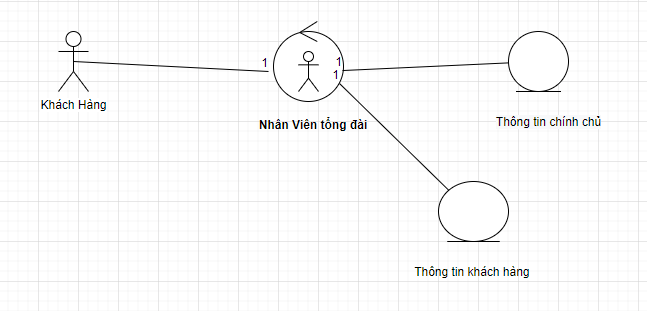 1
1
1
Khách Hàng
Nhân Viên tổng đài
Thông tin chính chủ
Thông tin khách hàng